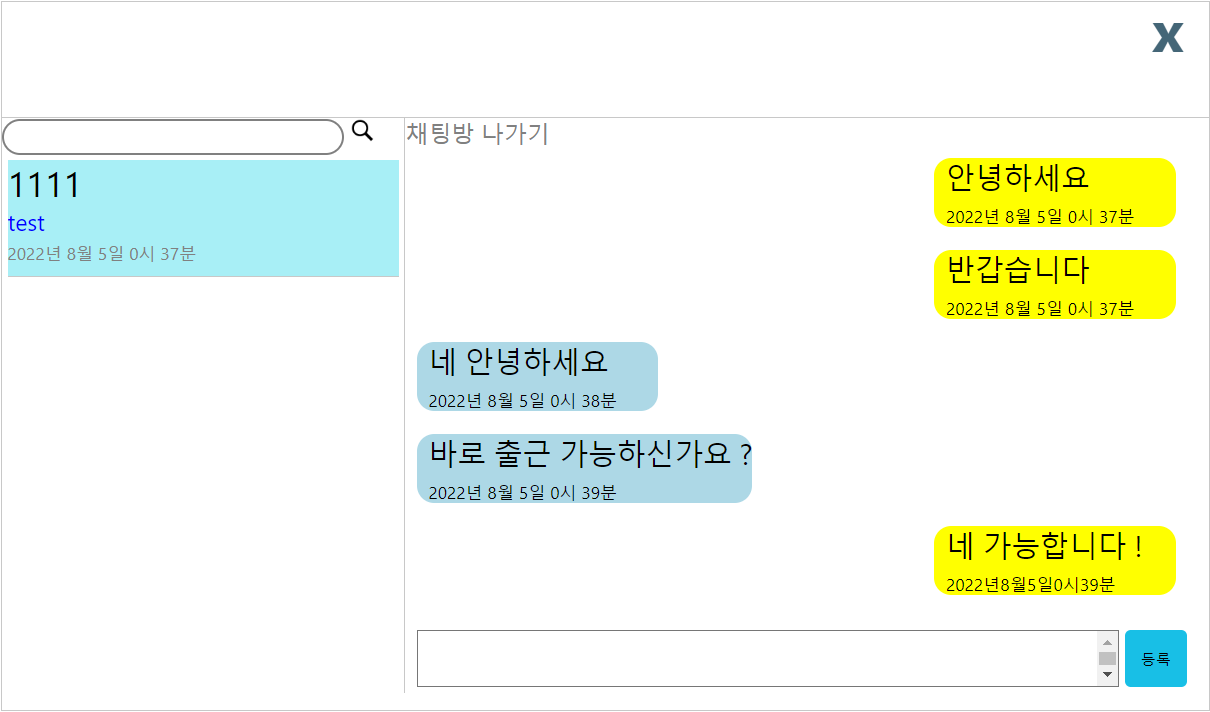 X
채팅방 나가기
1111
test
2022년 8월 5일 0시 37분
안녕하세요
2022년 8월 5일 0시 37분
반갑습니다
2022년 8월 5일 0시 37분
네 안녕하세요
2022년 8월 5일 0시 38분
바로 출근 가능하신가요 ?
2022년 8월 5일 0시 39분
네 가능합니다 !
2022년8월5일0시39분
등록